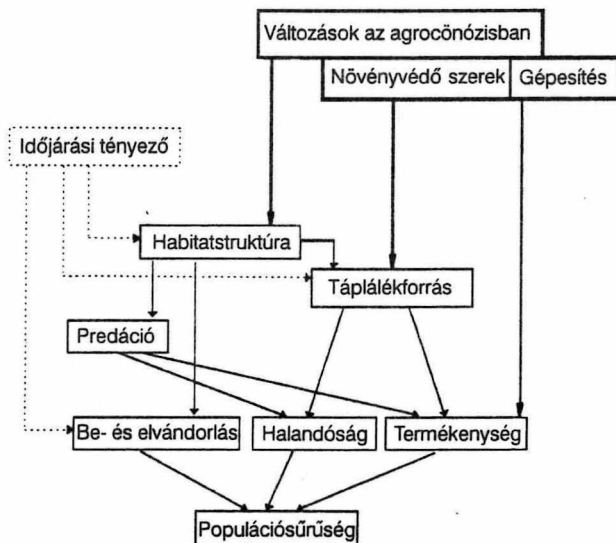 Változások az agrocönózisban
Növényvédő szerek
Gépesítés
Időjárási tényező
Habitatstruktúra
Táplálékforrás
Predáció
Be- és elvándorlás
Halandóság
Termékenység
Populációsűrűség